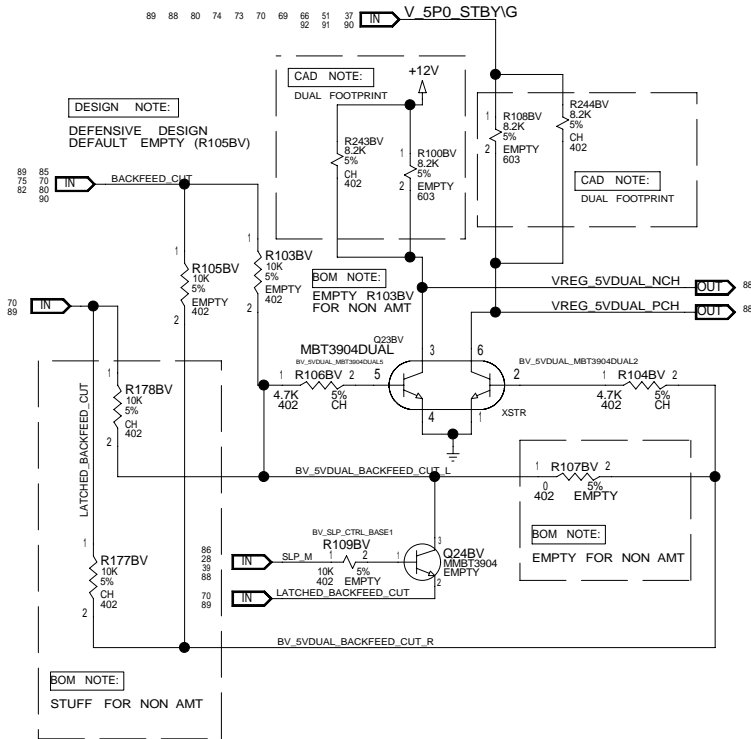 89 88 80 74 73 70 69 66 51 37
92 91 90
IN
V_5P0_STBY\G
CAD NOTE:
DUAL FOOTPRINT
+12V
R243BV
8.2K
5%
CH
402
1
R100BV
8.2K
5%
2
EMPTY
603
1
R108BV
8.2K
5%
2
EMPTY
603
R244BV
8.2K
5%
CH
402
CAD NOTE:
DUAL FOOTPRINT
DESIGN NOTE:
DEFENSIVE DESIGN
DEFAULT EMPTY (R105BV)
89 85
75 70
82 80
90
IN
BACKFEED_CUT
1
R105BV
10K
5%
EMPTY
402
2
1
R103BV
10K
5%
EMPTY
402
2
BOM NOTE:
EMPTY R103BV
FOR NON AMT
VREG_5VDUAL_NCH
OUT
88
VREG_5VDUAL_PCH
OUT
88
70
89
IN
Q23BV
MBT3904DUAL
BV_5VDUAL_MBT3904DUAL5
3
6
BV_5VDUAL_MBT3904DUAL2
1
R106BV
2
5
4.7K
402
5%
CH
4
1
XSTR
2
1
R104BV
2
4.7K
402
5%
CH
1
R178BV
10K
5%
CH
402
2
LATCHED_BACKFEED_CUT
BV_5VDUAL_BACKFEED_CUT_L
1
R107BV
2
0
402
5%
EMPTY
BOM NOTE:
EMPTY FOR NON AMT
86
28
39
88
IN
SLP_M
BV_SLP_CTRL_BASE1
R109BV
1
2
10K
402
5%
EMPTY
1
3
Q24BV
MMBT3904
EMPTY
2
70
89
IN
LATCHED_BACKFEED_CUT
1
R177BV
10K
5%
CH
402
2
BV_5VDUAL_BACKFEED_CUT_R
BOM NOTE:
STUFF FOR NON AMT